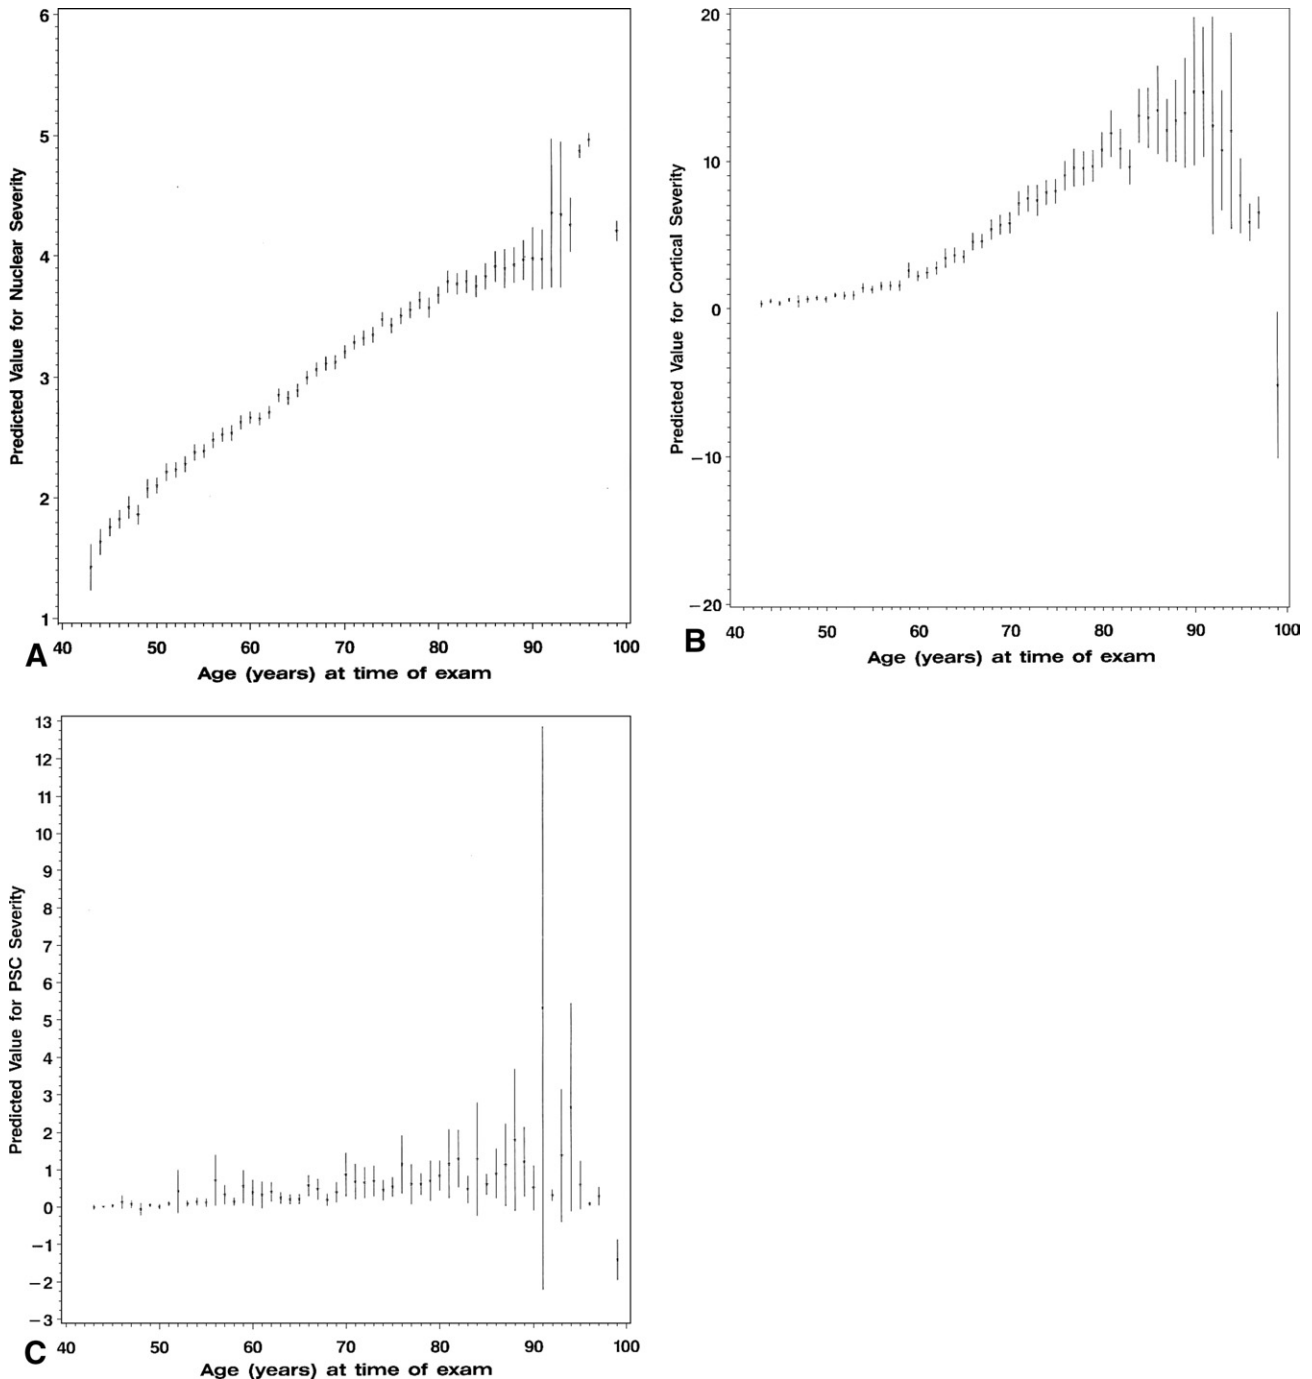 6
5
4
3
2
1
Predicted Value for Nuclear Severity
40 50 60 70 80 90 100
Age (years) at time of exam
A
20
10
0
−10
−20
Predicted Value for Cortical Severity
40 50 60 70 80 90 100
Age (years) at time of exam
B
13
12
11
10
9
8
7
6
5
4
3
2
1
0
−1
−2
−3
Predicted Value for PSC Severity
40 50 60 70 80 90 100
Age (years) at time of exam
C